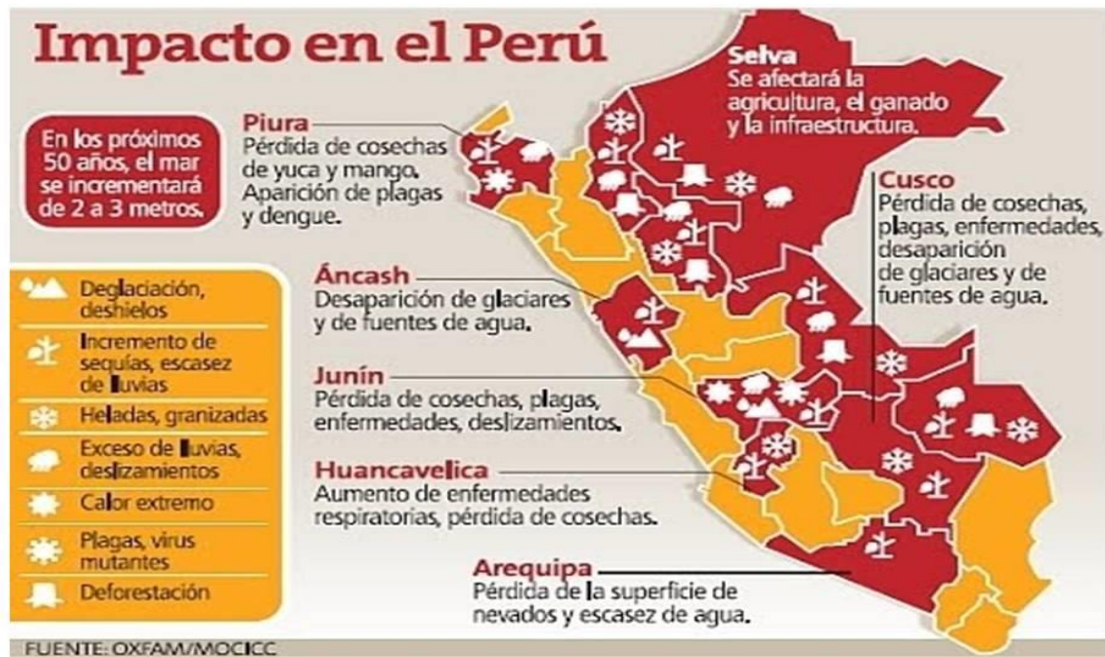 Impacto en el Perú
En los próximos
50 años, el mar
se incrementará
de 2 a 3 metros.
Selva
Se afectará la
agricultura, el ganado
y la infraestructura.
Piura
Pérdida de cosechas
de yuca y mango.
Aparición de plagas
y dengue.
Cusco
Pérdida de cosechas,
plagas, enfermedades,
desaparición
de glaciares y de
fuentes de agua.
Áncash
Desaparición de glaciares
y de fuentes de agua.
Junín
Pérdida de cosechas, plagas,
enfermedades, deslizamientos.
Huancavelica
Aumento de enfermedades
respiratorias, pérdida de cosechas.
Arequipa
Pérdida de la superficie de
nevados y escasez de agua.
Deglaciación,
deshielos
Incremento de
sequías, escasez
de lluvias
Heladas, granizadas
Exceso de lluvias,
deslizamientos
Calor extremo
Plagas, virus
mutantes
Deforestación
FUENTE: OXFAM/MOCICC